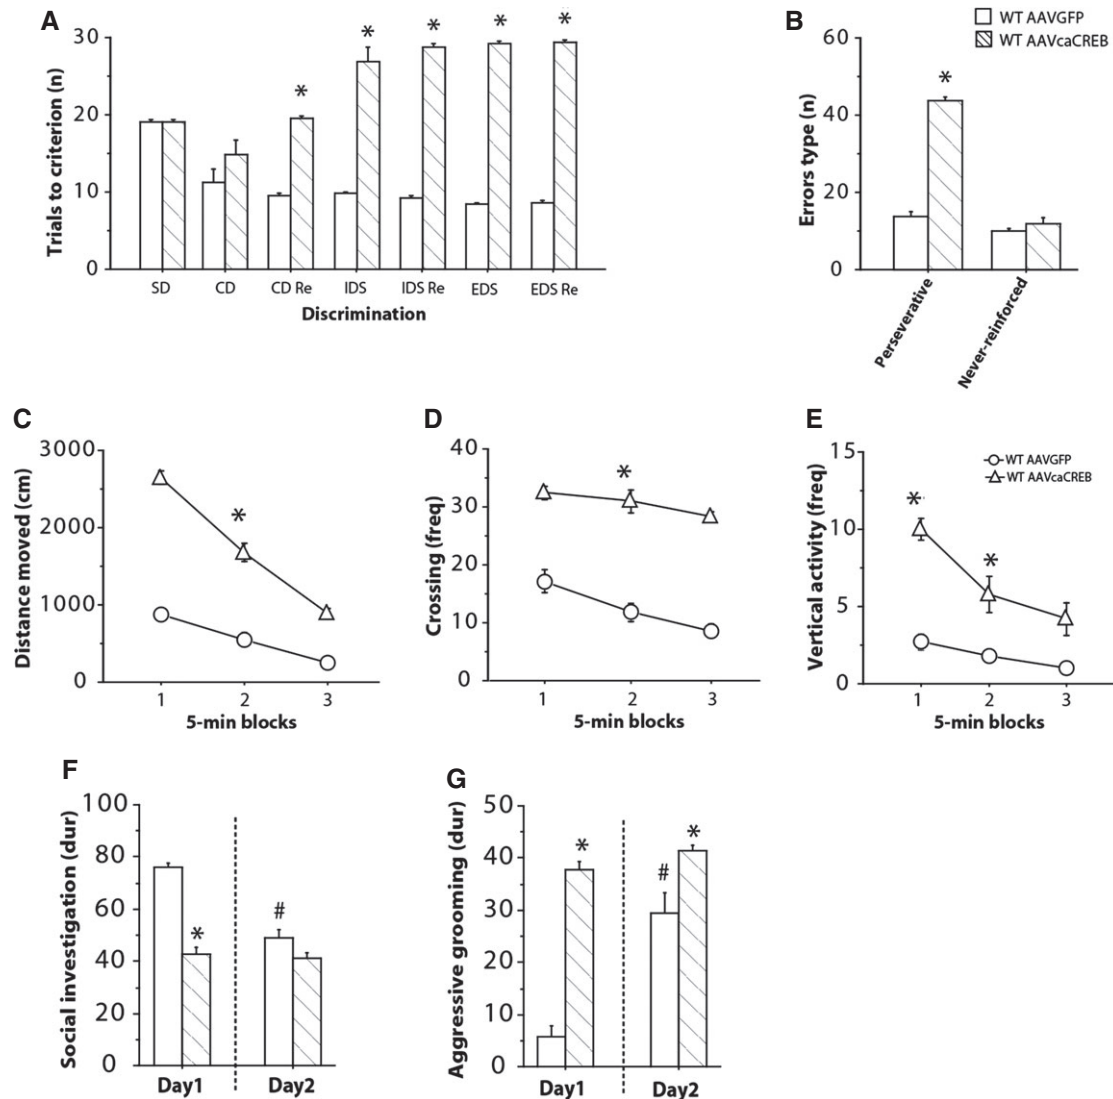 A
Trials to criterion (n)
30
20
10
0
*
*
*
*
*
SD CD CD Re IDS IDS Re EDS EDS Re
Discrimination
B
WT AAVGFP
WT AAVcaCREB
Errors type (n)
60
40
20
0
*
Perseverative
Never-reinforced
C
Distance moved (cm)
3000
2000
1000
0
*
1 2 3
5-min blocks
D
Crossing (freq)
40
30
20
10
0
*
1 2 3
5-min blocks
E
Vertical activity (freq)
15
10
5
0
WT AAVGFP
WT AAVcaCREB
*
*
1 2 3
5-min blocks
F
Social investigation (dur)
100
80
60
40
20
0
*
#
Day1 Day2
G
Aggressive grooming (dur)
50
40
30
20
10
0
*
#
*
Day1 Day2